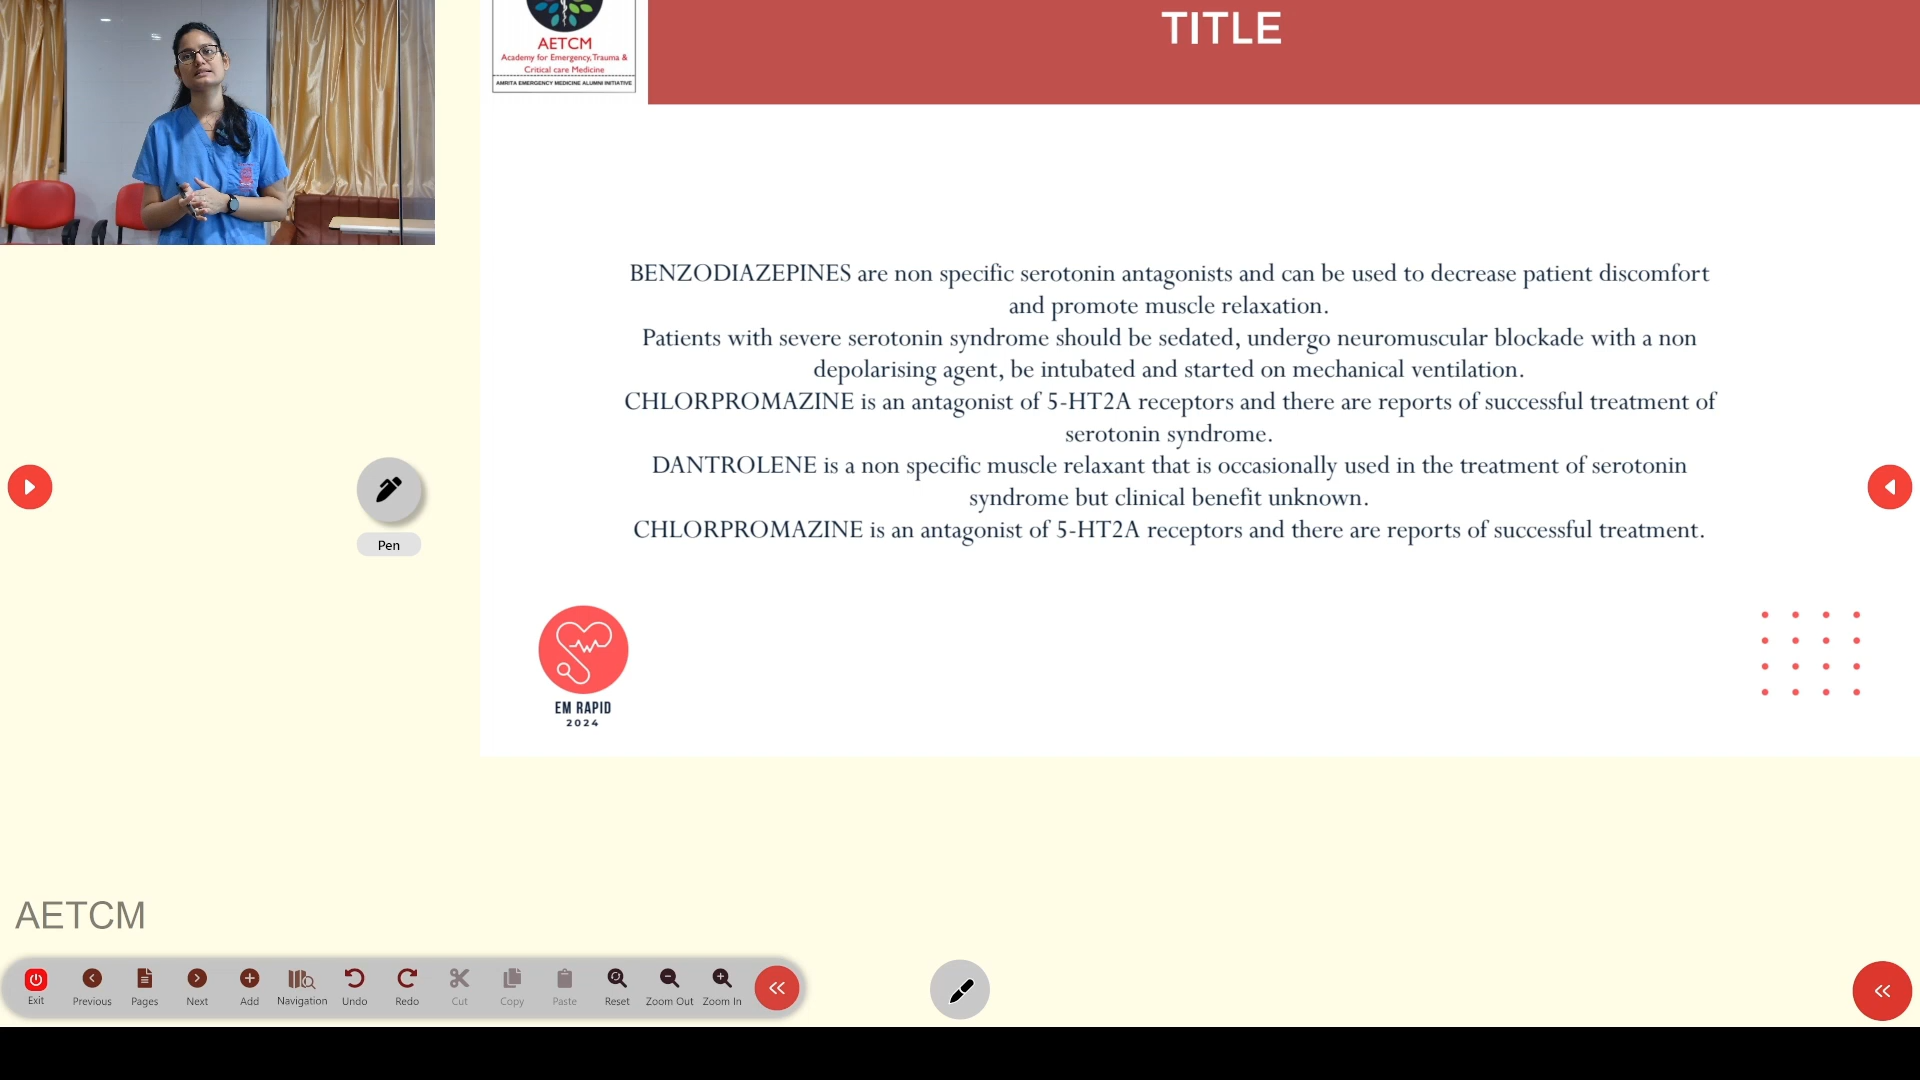 TITLE
AETCM
Academy for Emergency, Trauma &
Critical care Medicine
AMRITA EMERGENCY MEDICINE ALUMNI INITIATIVE
BENZODIAZEPINES are non specific serotonin antagonists and can be used to decrease patient discomfort
and promote muscle relaxation.
Patients with severe serotonin syndrome should be sedated, undergo neuromuscular blockade with a non
depolarising agent, be intubated and started on mechanical ventilation.
CHLORPROMAZINE is an antagonist of 5-HT2A receptors and there are reports of successful treatment of
serotonin syndrome.
DANTROLENE is a non specific muscle relaxant that is occasionally used in the treatment of serotonin
syndrome but clinical benefit unknown.
CHLORPROMAZINE is an antagonist of 5-HT2A receptors and there are reports of successful treatment.
Pen
EM RAPID
2024
AETCM
Exit Previous Pages Next Add Navigation Undo Redo Cut Copy Paste Reset Zoom Out Zoom In